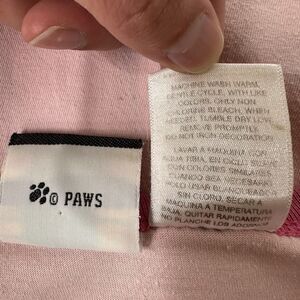 © PAWS
MACHINE WASH WARM,
GENTLE CYCLE, WITH LIKE
COLORS, ONLY NON
CHLORINE BLEACH, WHEN
NEEDED. TUMBLE DRY LOW
REMOVE PROMPTLY
DO NOT IRON DECORATION
LAVAR A MAQUINA CON
AGUA TIBIA, EN CICLO SUAVE
CON COLORES SIMILARES
CUANDO SEA NECESARIO
SOLO USAR BLANQUEADOR
SIN CLORO, SECAR A
MAQUINA A TEMPERATURA
BAJA, QUITAR RAPIDAMENTE
NO PLANCHE LOS ADORNOS